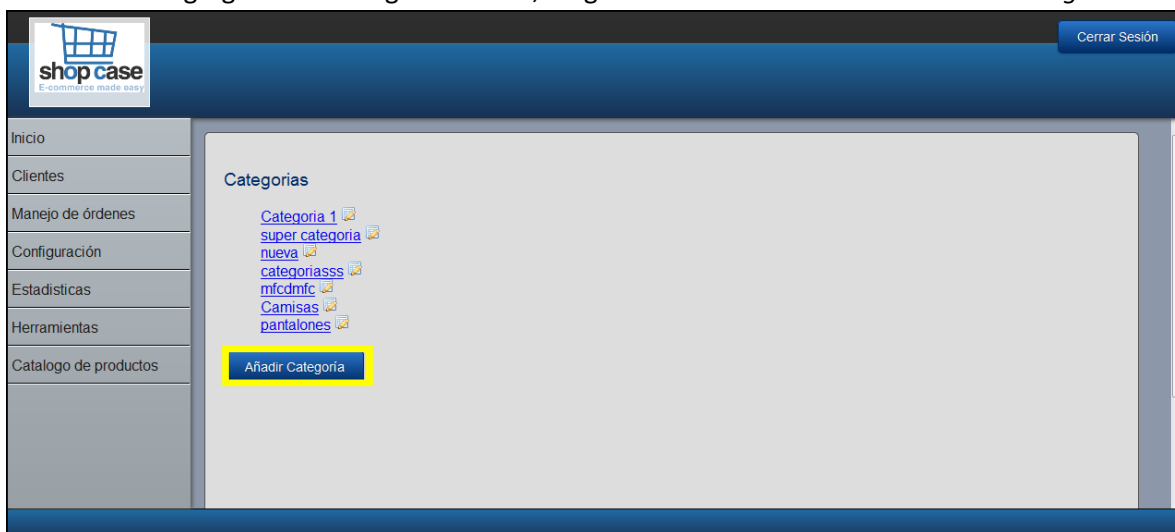 Cerrar Sesión
shop case
E-commerce made easy
Inicio
Clientes
Manejo de órdenes
Configuración
Estadisticas
Herramientas
Catalogo de productos
Categorias
Categoria 1
super categoria
nueva
categoriasss
mfcdmfc
Camisas
pantalones
Añadir Categoría